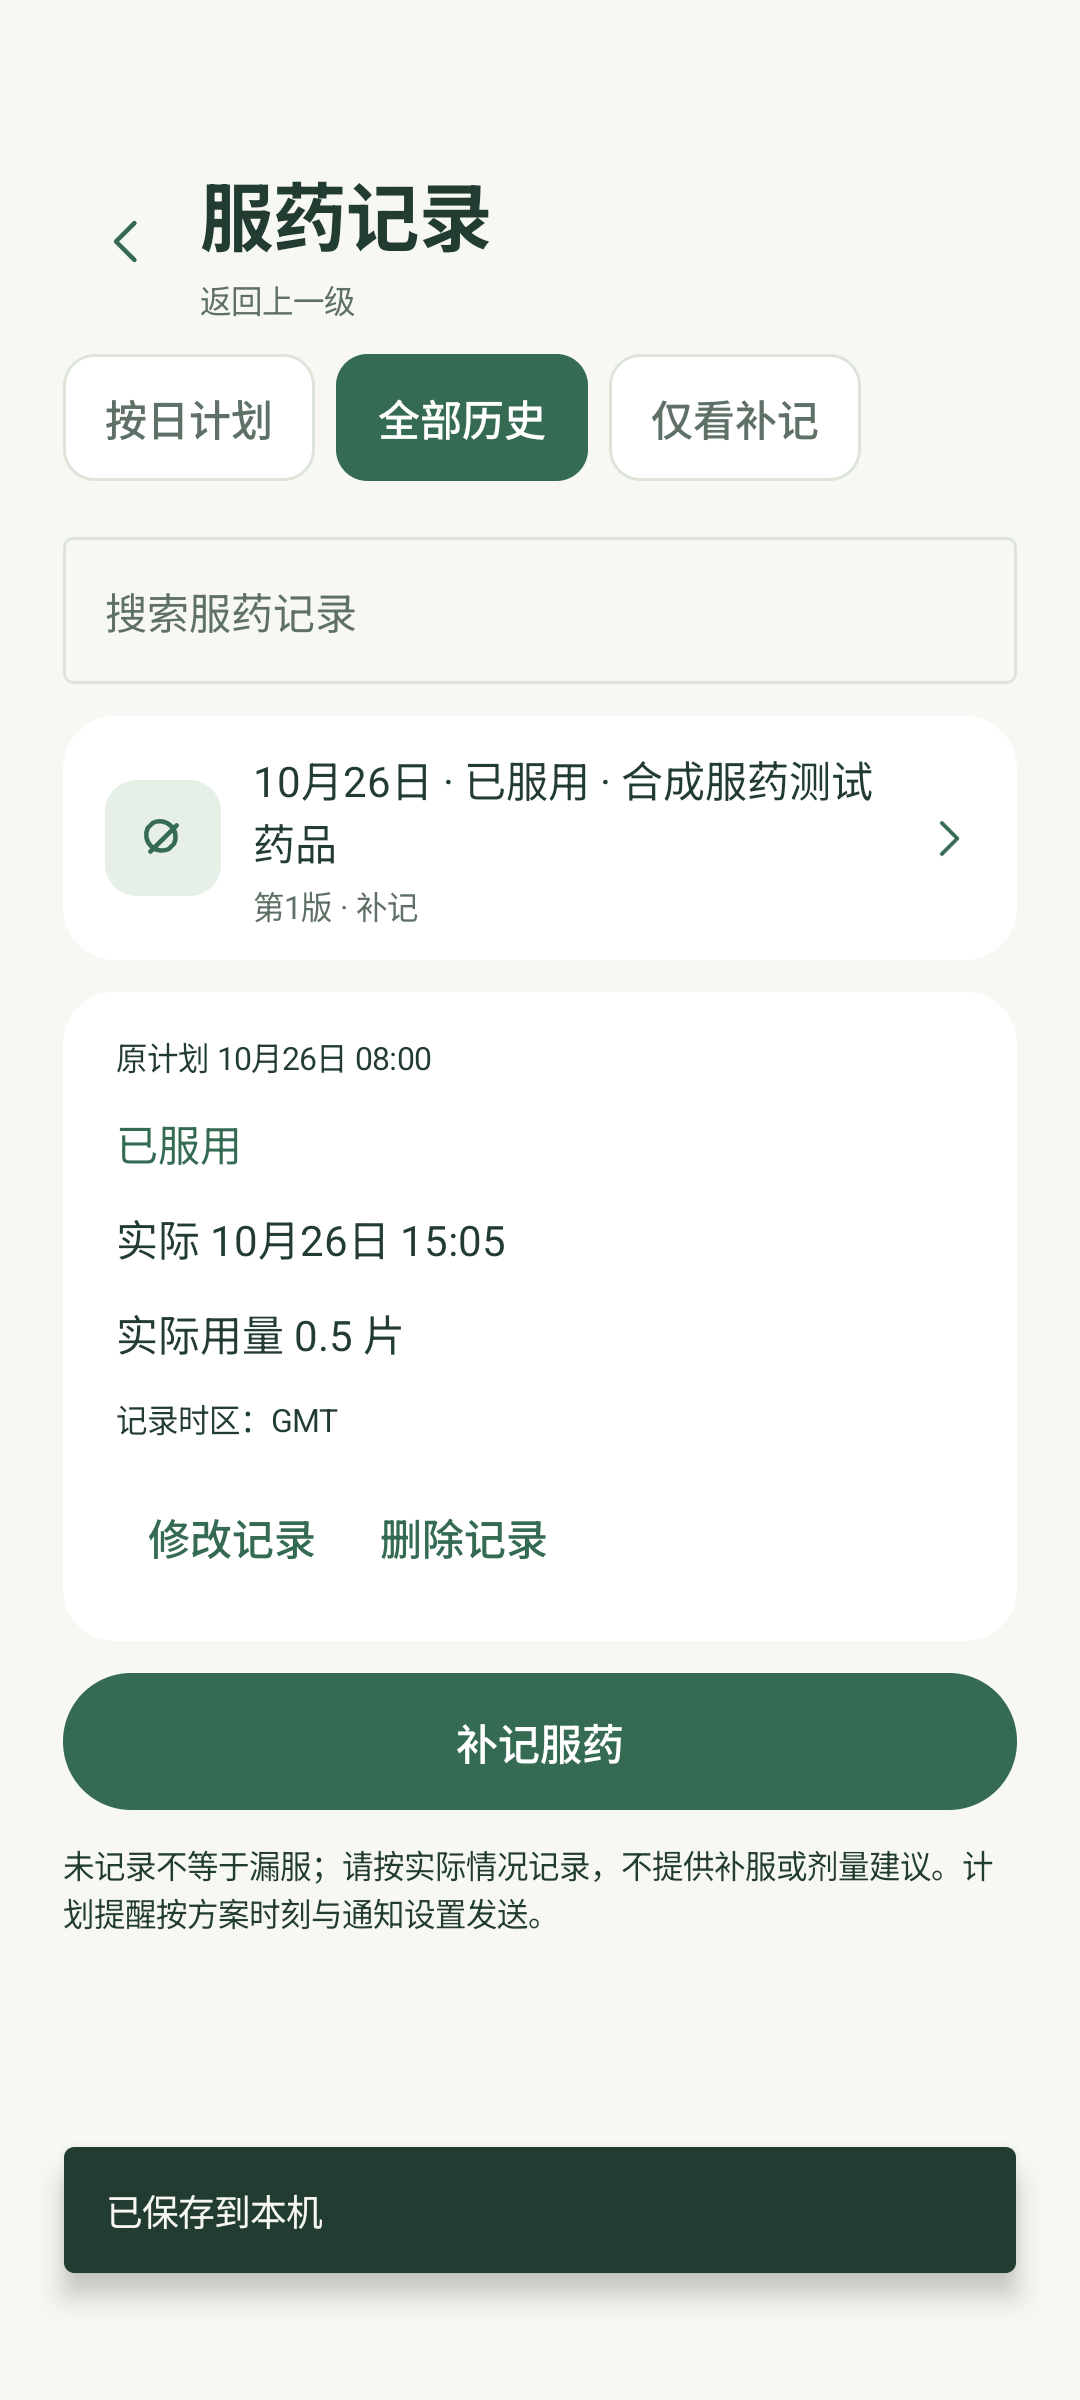 服药记录
返回上一级
按日计划
全部历史
仅看补记
搜索服药记录
10月26日 · 已服用 · 合成服药测试
药品
第1版 · 补记
原计划 10月26日 08:00
已服用
实际 10月26日 15:05
实际用量 0.5 片
记录时区：GMT
修改记录
删除记录
补记服药
未记录不等于漏服；请按实际情况记录，不提供补服或剂量建议。计
划提醒按方案时刻与通知设置发送。
已保存到本机